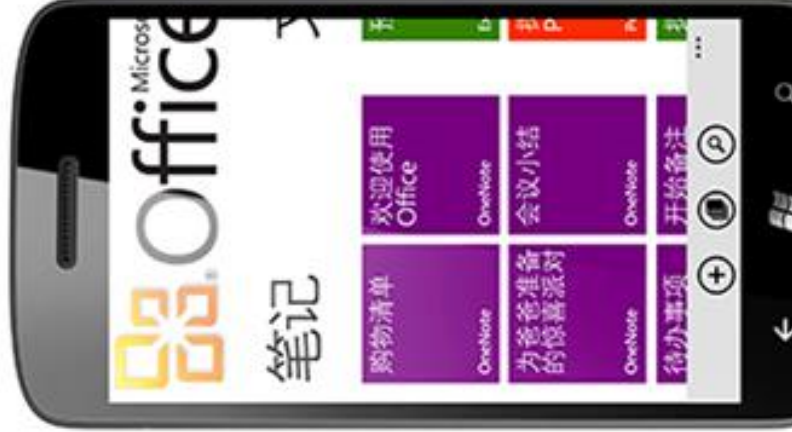 Microso
Office
笔记
购物清单
OneNote
欢迎使用
Office
OneNote
为爸爸准备
的惊喜派对
OneNote
会议小结
OneNote
待办事项
开始备注